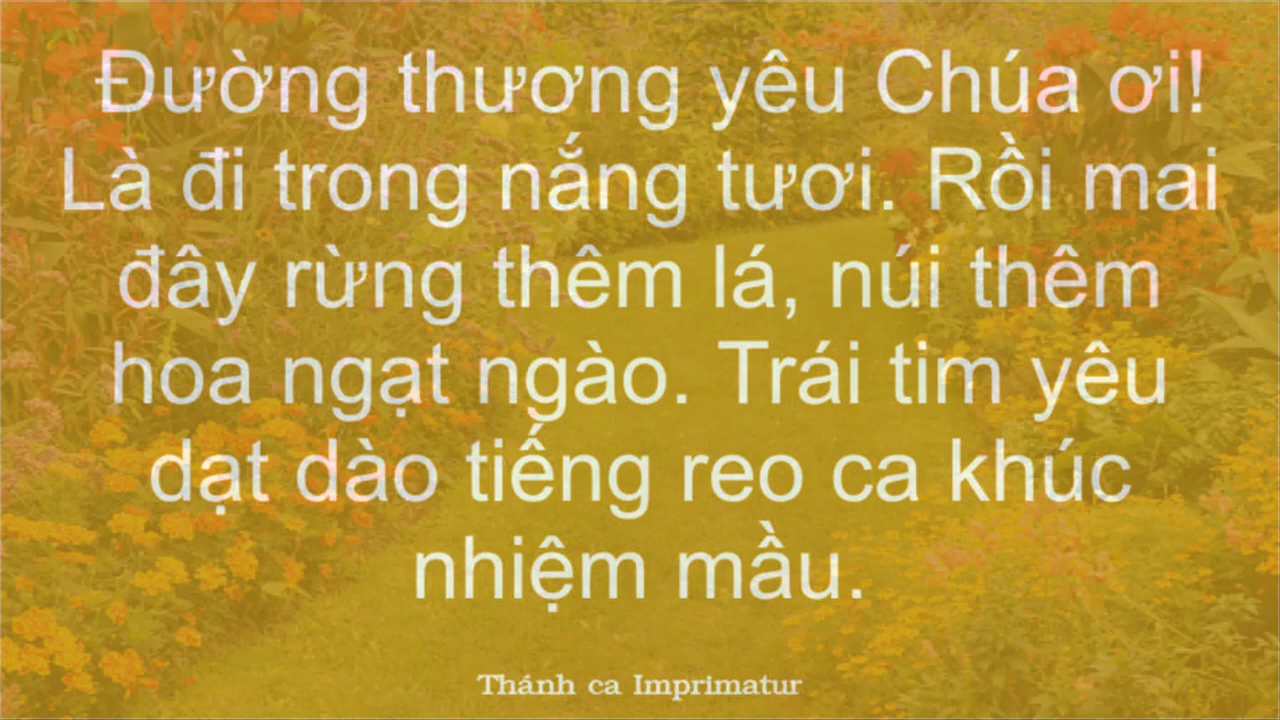 Đường thương yêu Chúa ơi!
Là đi trong nắng tươi. Rồi mai
đây rừng thêm lá, núi thêm
hoa ngạt ngào. Trái tim yêu
dạt dào tiếng reo ca khúc
nhiệm mầu.
Thánh ca Imprimatur